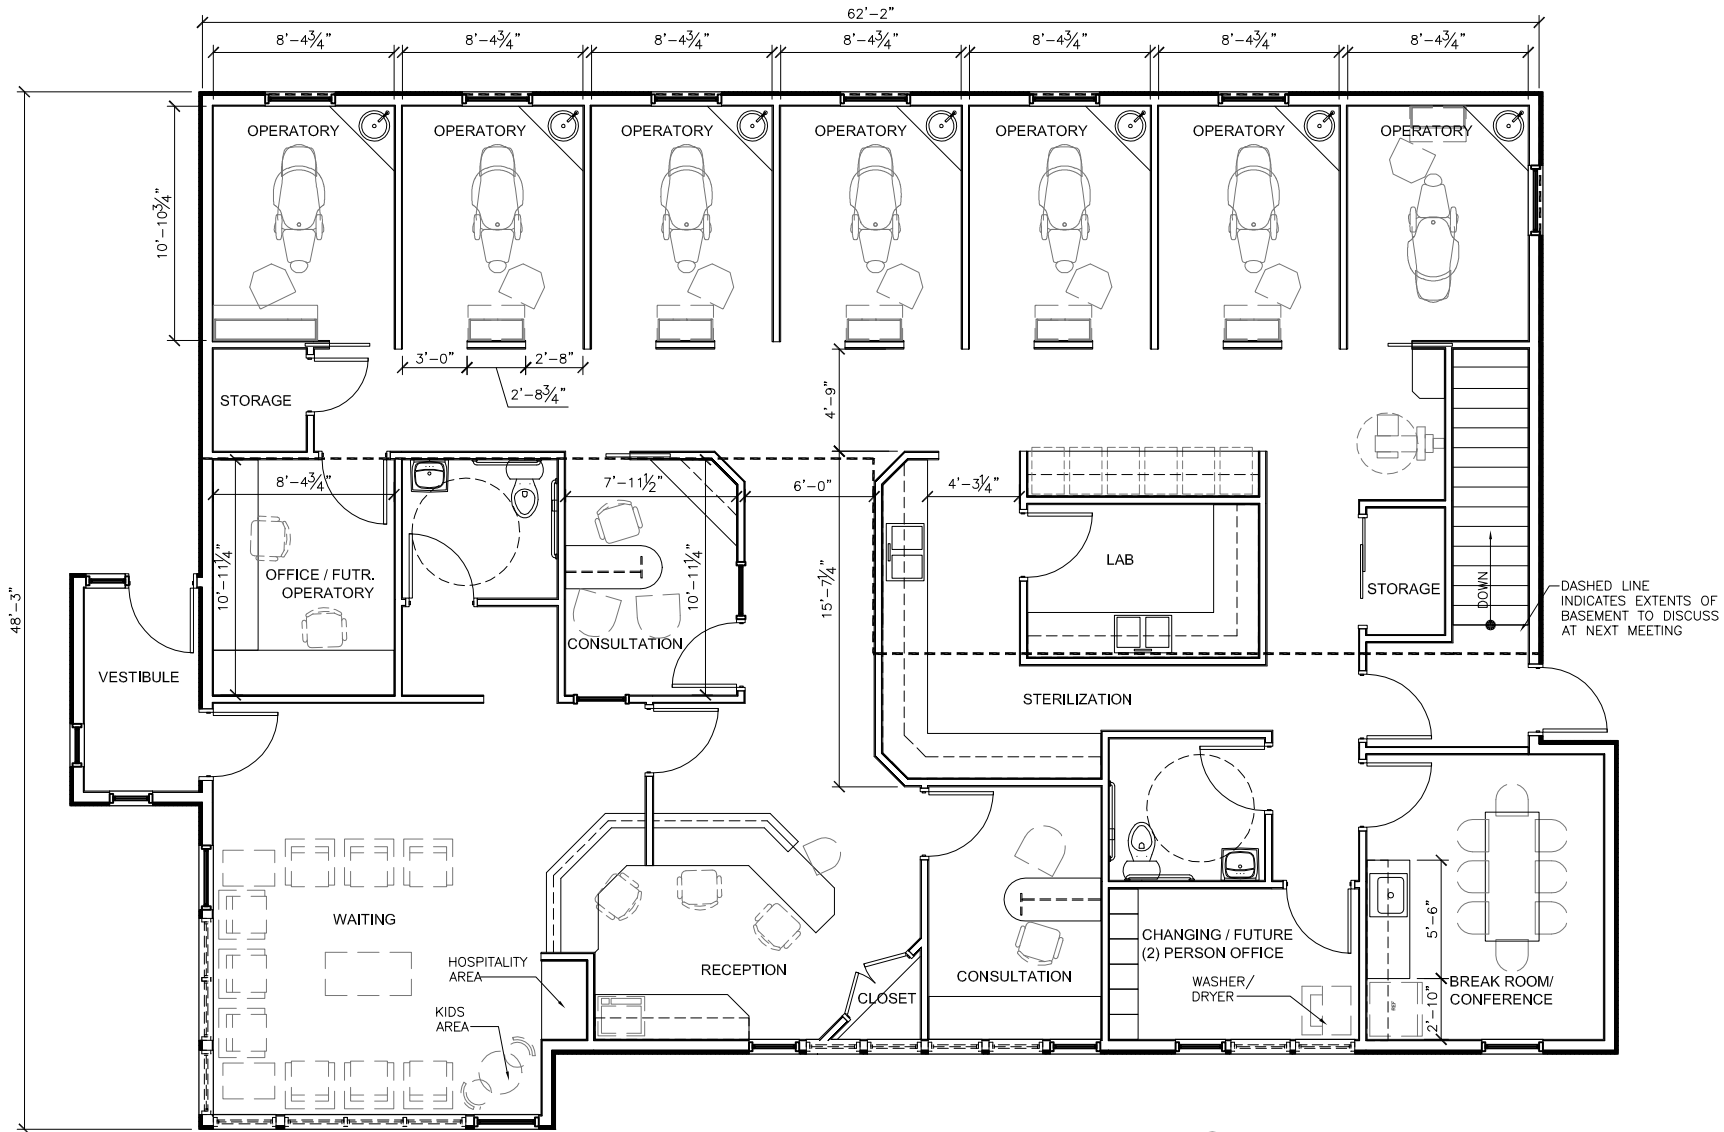 62'-2"
8'-4¾"
8'-4¾"
8'-4¾"
8'-4¾"
8'-4¾"
8'-4¾"
8'-4¾"
OPERATORY
OPERATORY
OPERATORY
OPERATORY
OPERATORY
OPERATORY
OPERATORY
10'-10¾"
48'-3"
3'-0"
2'-8"
2'-8¾"
4'-9"
STORAGE
8'-4¾"
7'-11½"
6'-0"
4'-3¼"
10'-11¼"
OFFICE / FUTR.
OPERATORY
10'-11¼"
CONSULTATION
15'-7¼"
LAB
STORAGE
DOWN
DASHED LINE
INDICATES EXTENTS OF
BASEMENT TO DISCUSS
AT NEXT MEETING
VESTIBULE
STERILIZATION
WAITING
HOSPITALITY
AREA
KIDS
AREA
RECEPTION
CLOSET
CONSULTATION
CHANGING / FUTURE
(2) PERSON OFFICE
WASHER/
DRYER
5'-6"
2'-10"
REF
BREAK ROOM/
CONFERENCE